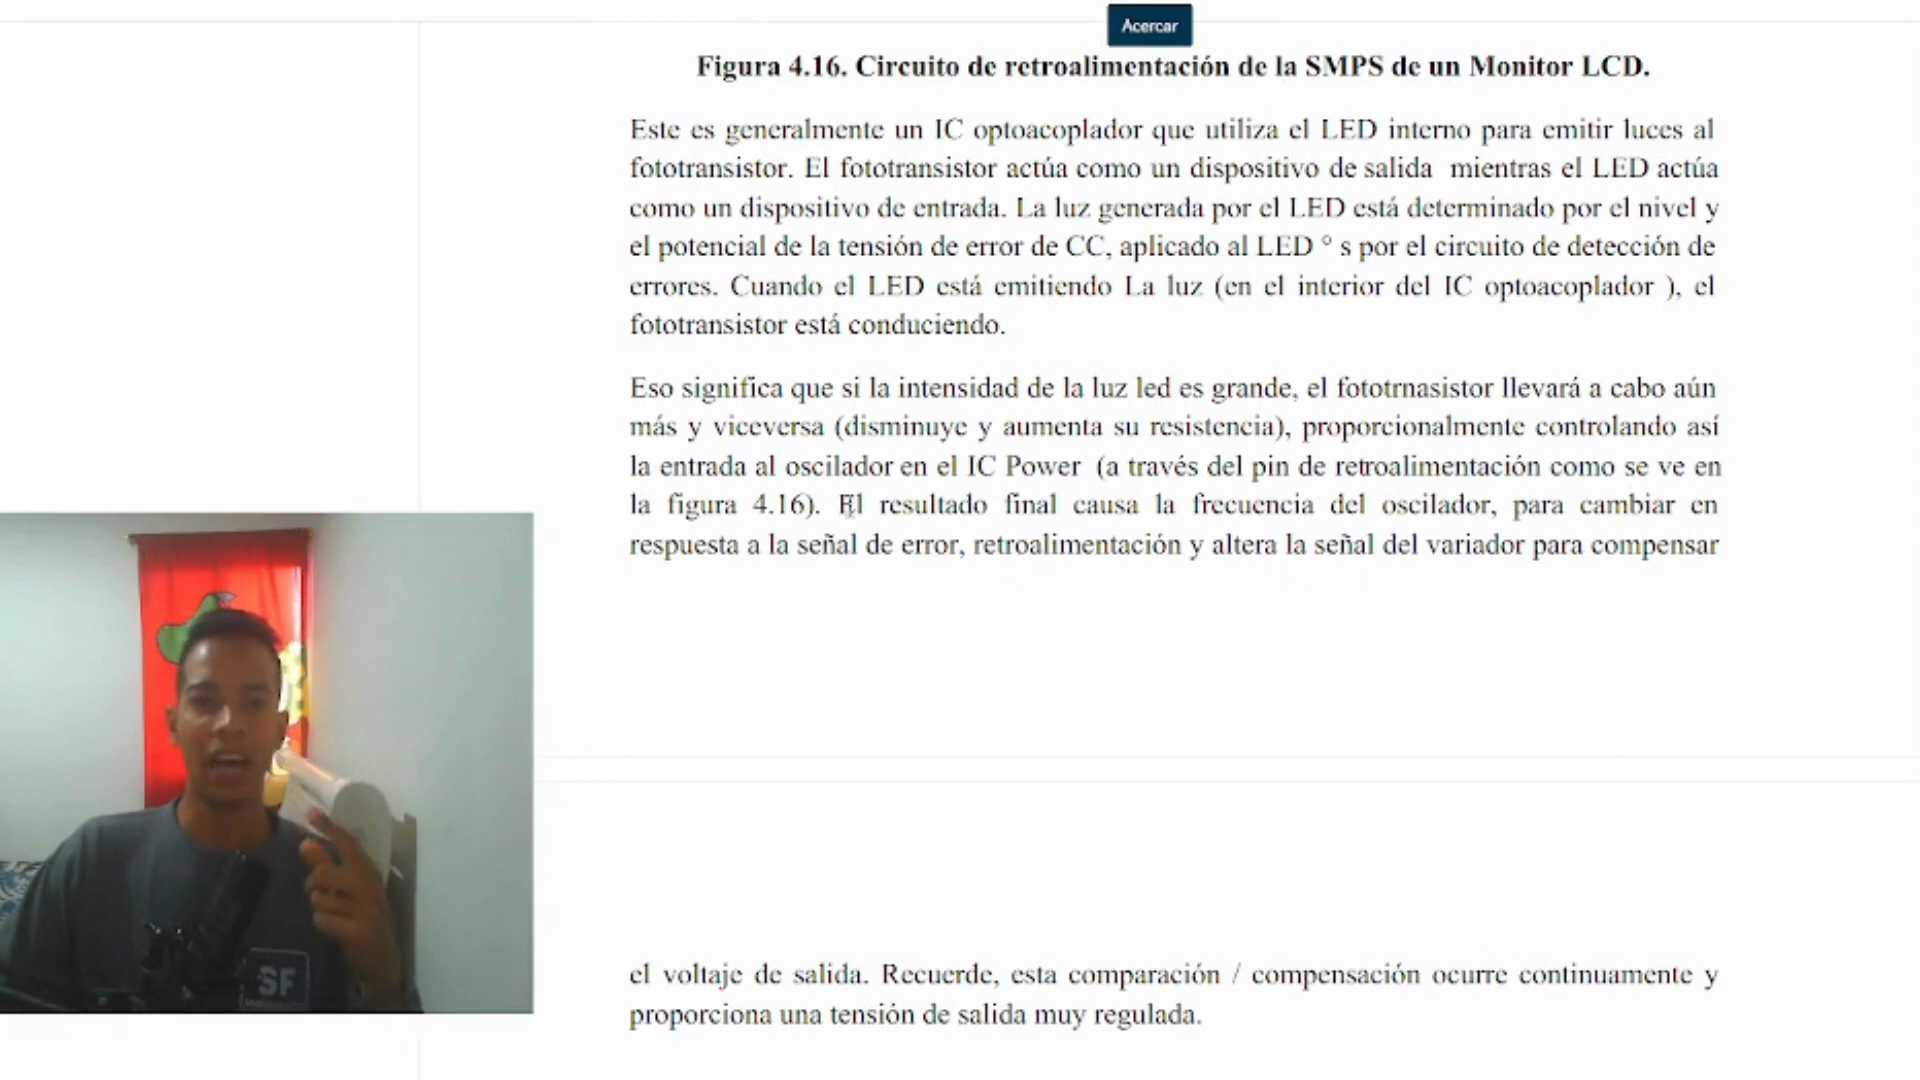 Acercar
Figura 4.16. Circuito de retroalimentación de la SMPS de un Monitor LCD.
Este es generalmente un IC optoacoplador que utiliza el LED interno para emitir luces al
fototransistor. El fototransistor actúa como un dispositivo de salida mientras el LED actúa
como un dispositivo de entrada. La luz generada por el LED está determinado por el nivel y
el potencial de la tensión de error de CC, aplicado al LED ° s por el circuito de detección de
errores. Cuando el LED está emitiendo La luz (en el interior del IC optoacoplador ), el
fototransistor está conduciendo.
Eso significa que si la intensidad de la luz led es grande, el fototrnasistor llevará a cabo aún
más y viceversa (disminuye y aumenta su resistencia), proporcionalmente controlando así
la entrada al oscilador en el IC Power (a través del pin de retroalimentación como se ve en
la figura 4.16). El resultado final causa la frecuencia del oscilador, para cambiar en
respuesta a la señal de error, retroalimentación y altera la señal del variador para compensar
SF
el voltaje de salida. Recuerde, esta comparación / compensación ocurre continuamente y
proporciona una tensión de salida muy regulada.